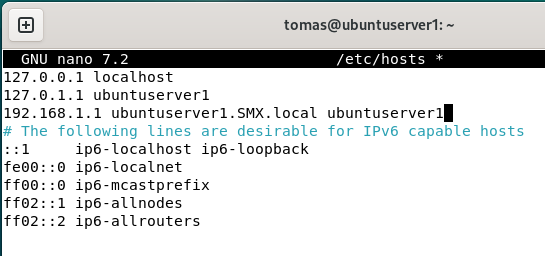 tomas@ubuntuserver1: ~
GNU nano 7.2 /etc/hosts *
127.0.0.1 localhost
127.0.1.1 ubuntuserver1
192.168.1.1 ubuntuserver1.SMX.local ubuntuserver1
# The following lines are desirable for IPv6 capable hosts
::1     ip6-localhost ip6-loopback
fe00::0 ip6-localnet
ff00::0 ip6-mcastprefix
ff02::1 ip6-allnodes
ff02::2 ip6-allrouters